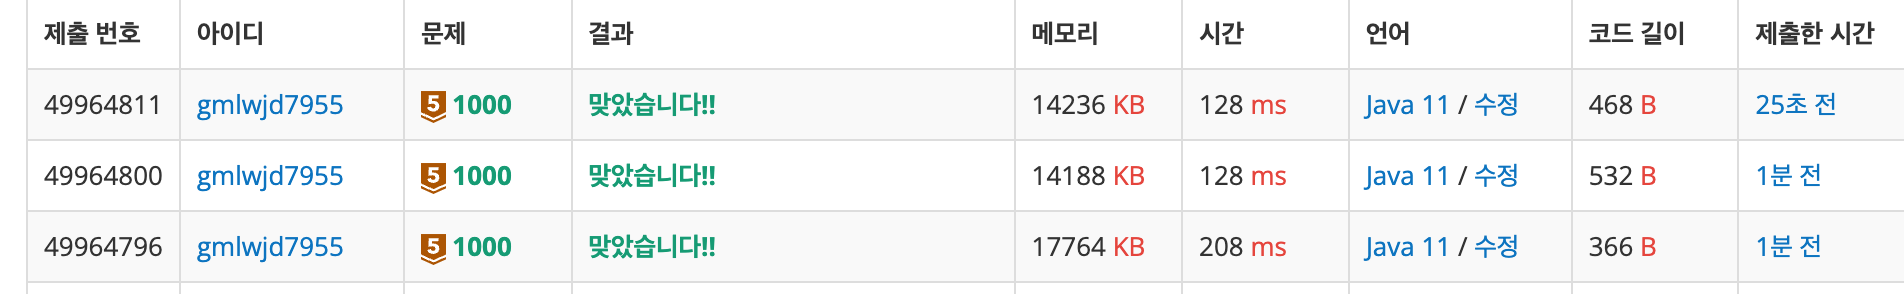 제출 번호 아이디 문제 결과 메모리 시간 언어 코드 길이 제출한 시간
49964811 gmlwjd7955 5 1000 맞았습니다!! 14236 KB 128 ms Java 11 / 수정 468 B 25초 전
49964800 gmlwjd7955 5 1000 맞았습니다!! 14188 KB 128 ms Java 11 / 수정 532 B 1분 전
49964796 gmlwjd7955 5 1000 맞았습니다!! 17764 KB 208 ms Java 11 / 수정 366 B 1분 전